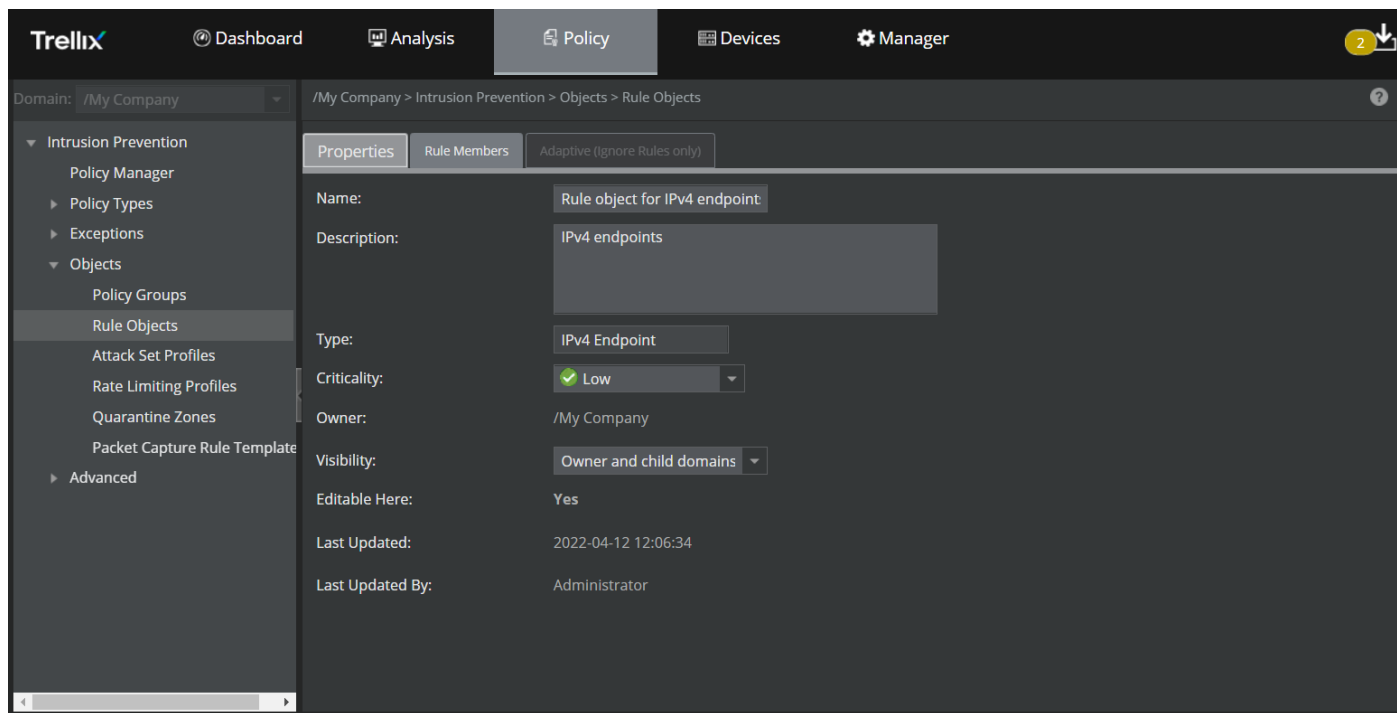 Trellix Dashboard Analysis Policy Devices Manager 2
Domain: /My Company
/My Company > Intrusion Prevention > Objects > Rule Objects
Intrusion Prevention
Policy Manager
Policy Types
Exceptions
Objects
Policy Groups
Rule Objects
Attack Set Profiles
Rate Limiting Profiles
Quarantine Zones
Packet Capture Rule Template
Advanced
Properties Rule Members Adaptive (Ignore Rules only)
Name: Rule object for IPv4 endpoint
Description: IPv4 endpoints
Type: IPv4 Endpoint
Criticality: Low
Owner: /My Company
Visibility: Owner and child domains
Editable Here: Yes
Last Updated: 2022-04-12 12:06:34
Last Updated By: Administrator